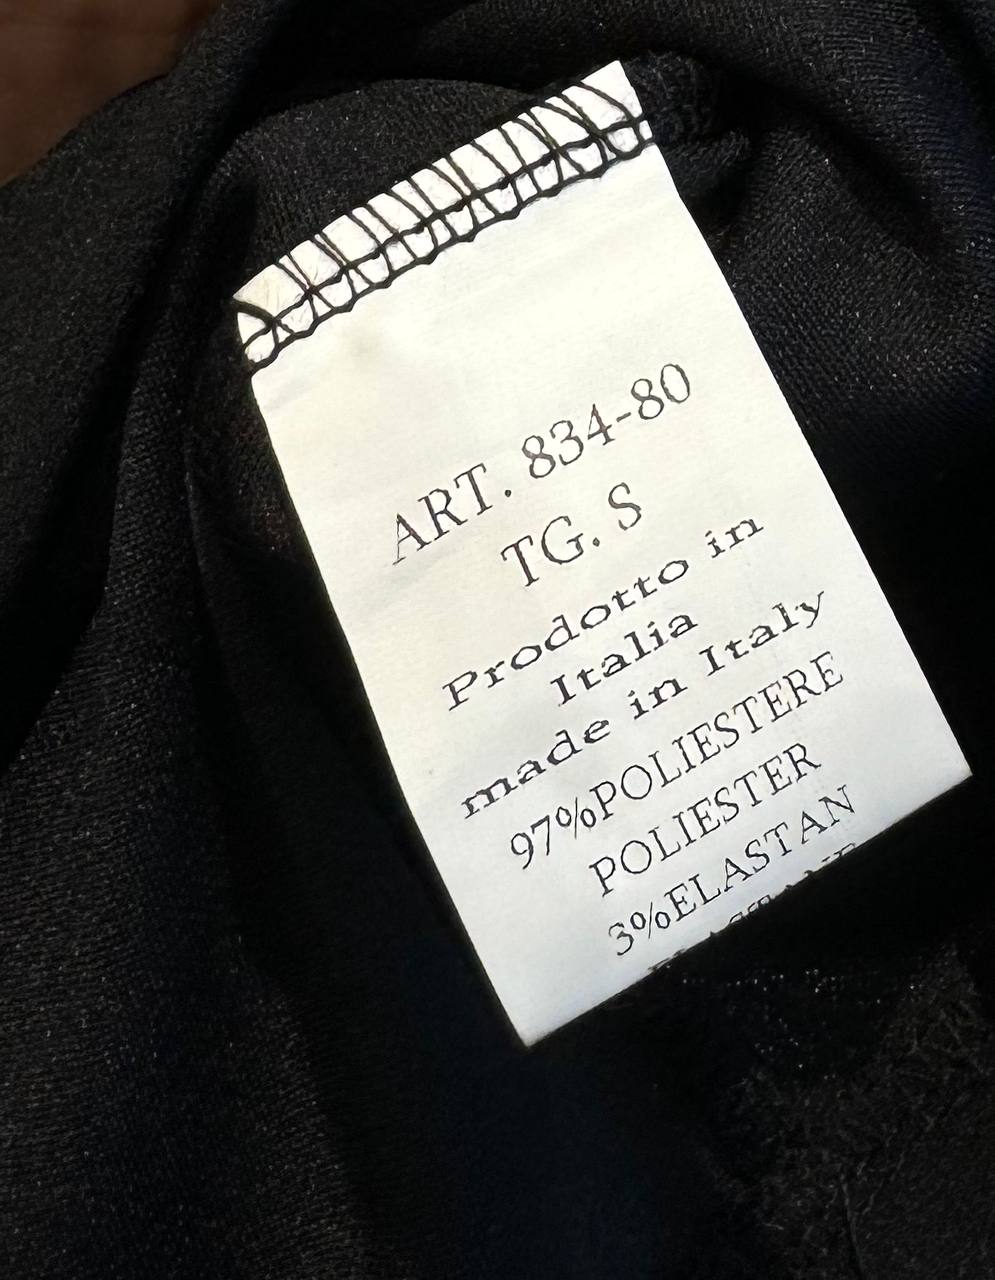 ART. 834-80
TG. S
Prodotto in
Italia
made in Italy
97%POLIESTERE
POLIESTER
3%ELASTAN